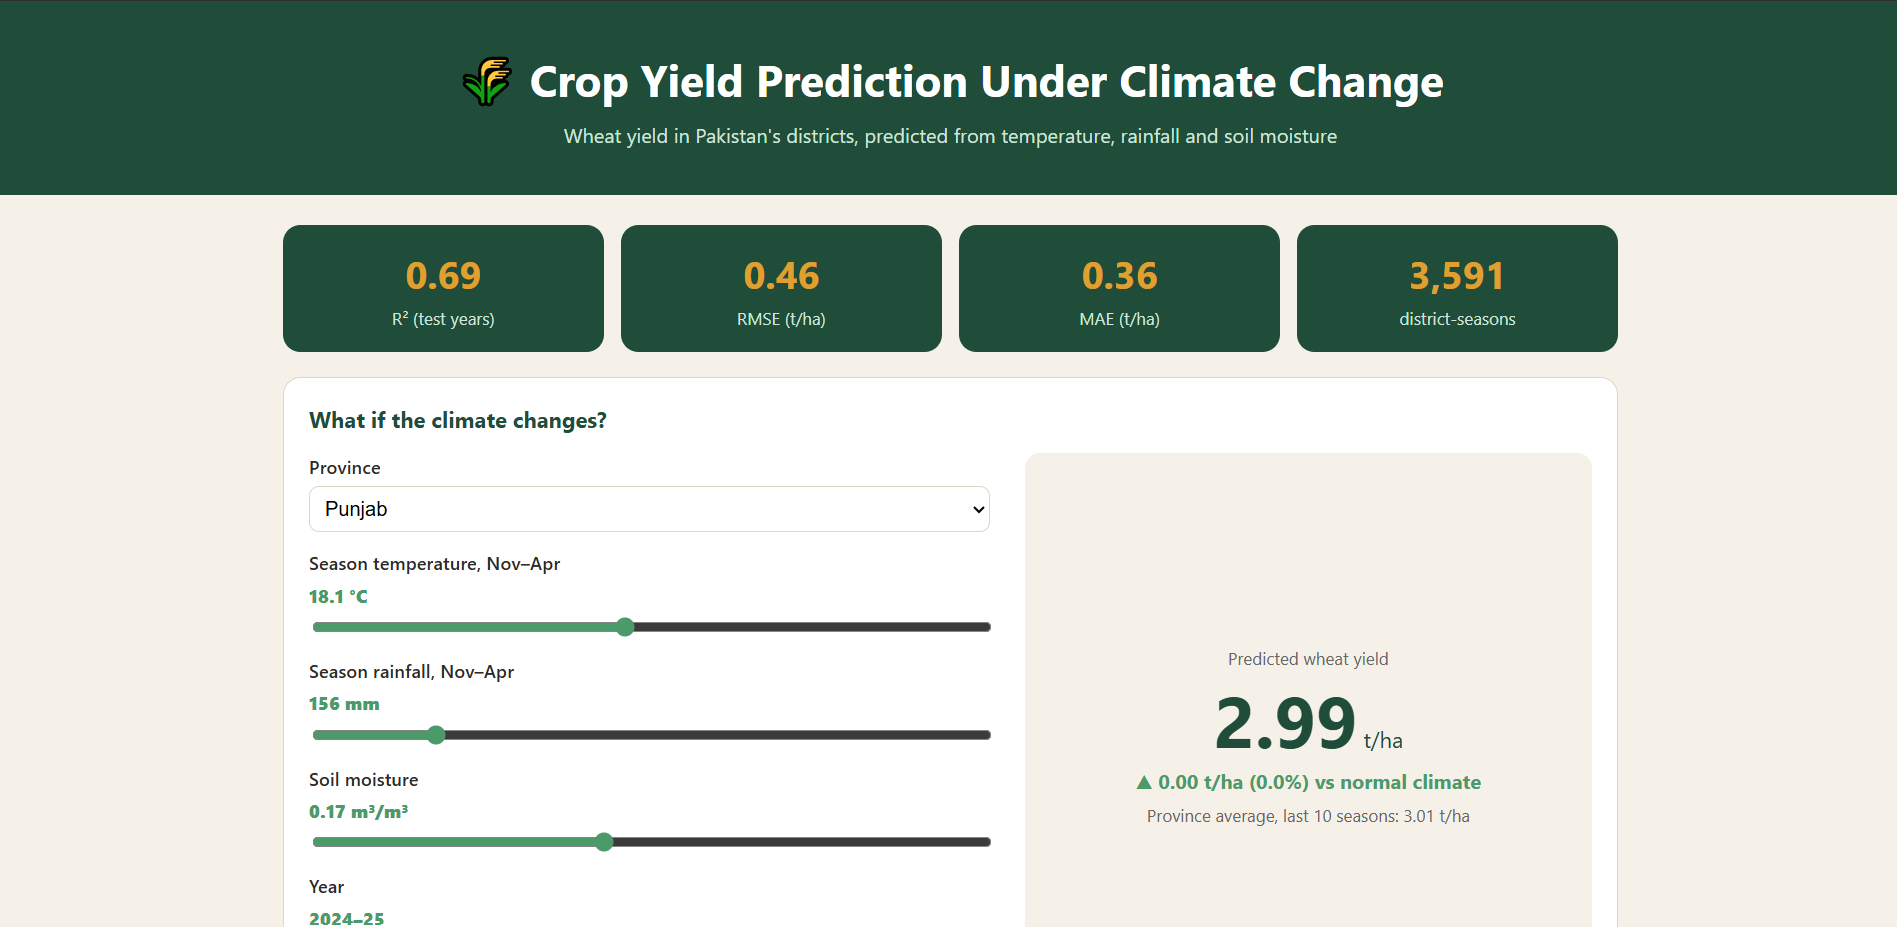 Crop Yield Prediction Under Climate Change
Wheat yield in Pakistan's districts, predicted from temperature, rainfall and soil moisture
0.69
R² (test years)
0.46
RMSE (t/ha)
0.36
MAE (t/ha)
3,591
district-seasons
What if the climate changes?
Province
Punjab
Season temperature, Nov–Apr
18.1 °C
Season rainfall, Nov–Apr
156 mm
Soil moisture
0.17 m³/m³
Year
2024–25
Predicted wheat yield
2.99 t/ha
▲ 0.00 t/ha (0.0%) vs normal climate
Province average, last 10 seasons: 3.01 t/ha